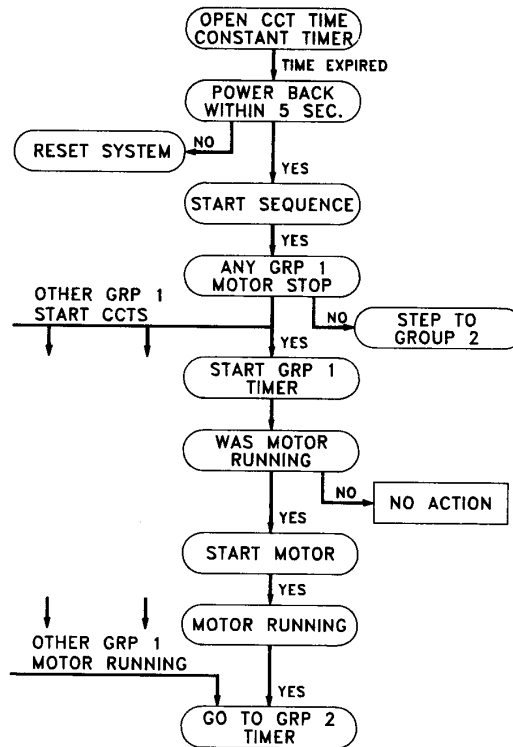 OPEN CCT TIME
CONSTANT TIMER
TIME EXPIRED
POWER BACK
WITHIN 5 SEC.
NO
RESET SYSTEM
YES
START SEQUENCE
YES
ANY GRP 1
MOTOR STOP
OTHER GRP 1
START CCTS
NO
STEP TO
GROUP 2
YES
START GRP 1
TIMER
WAS MOTOR
RUNNING
NO
NO ACTION
YES
START MOTOR
YES
MOTOR RUNNING
OTHER GRP 1
MOTOR RUNNING
YES
GO TO GRP 2
TIMER